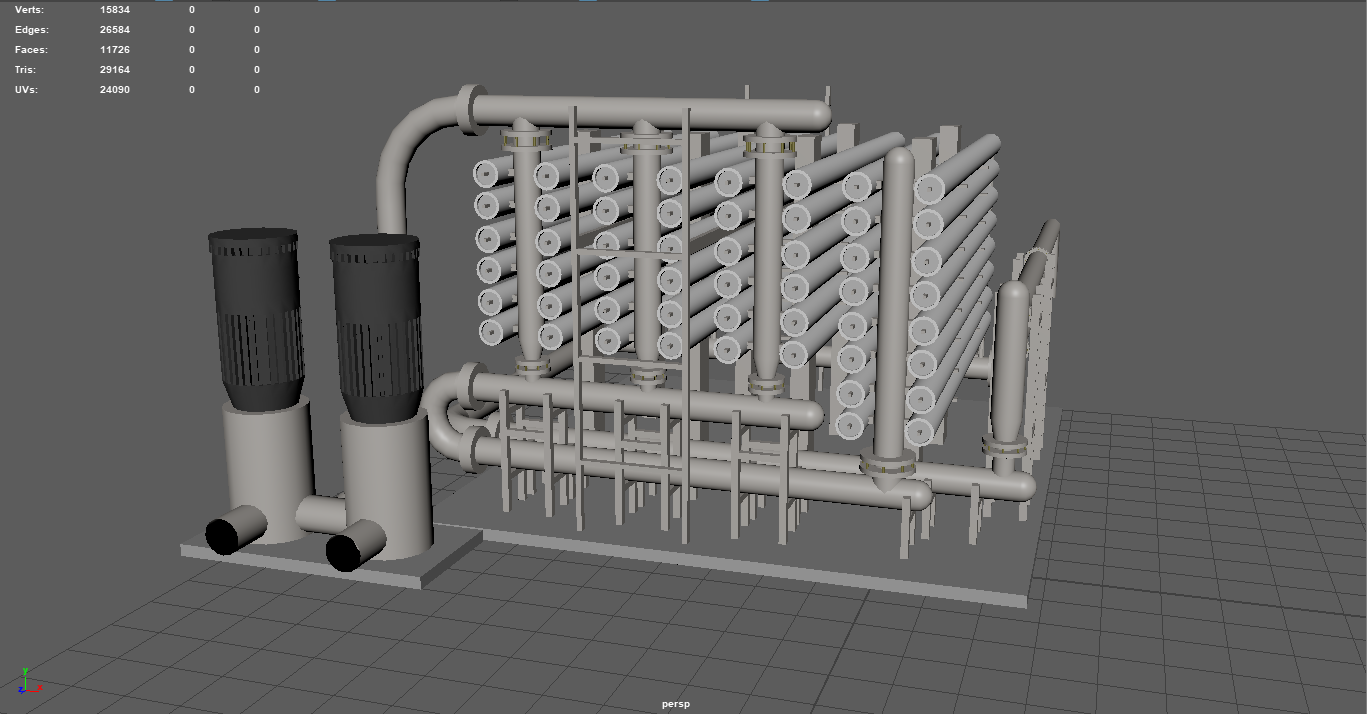 Verts: 15834 0 0
Edges: 26584 0 0
Faces: 11726 0 0
Tris: 29164 0 0
UVs: 24090 0 0
y
z x
persp